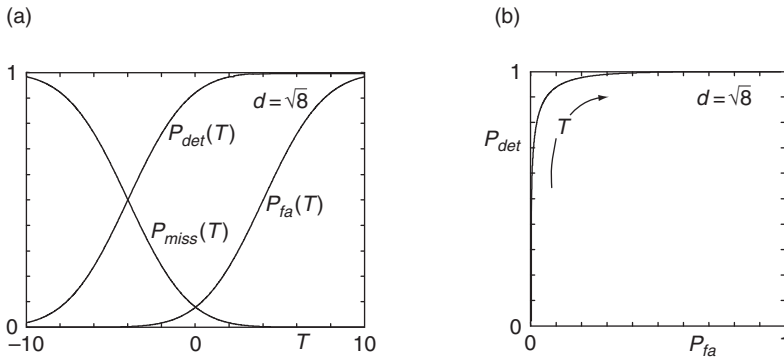 (a)
1
d = √8
P_det(T)
P_miss(T)
P_fa(T)
0
−10 0 T 10
(b)
1
d = √8
T
P_det
0
0 P_fa